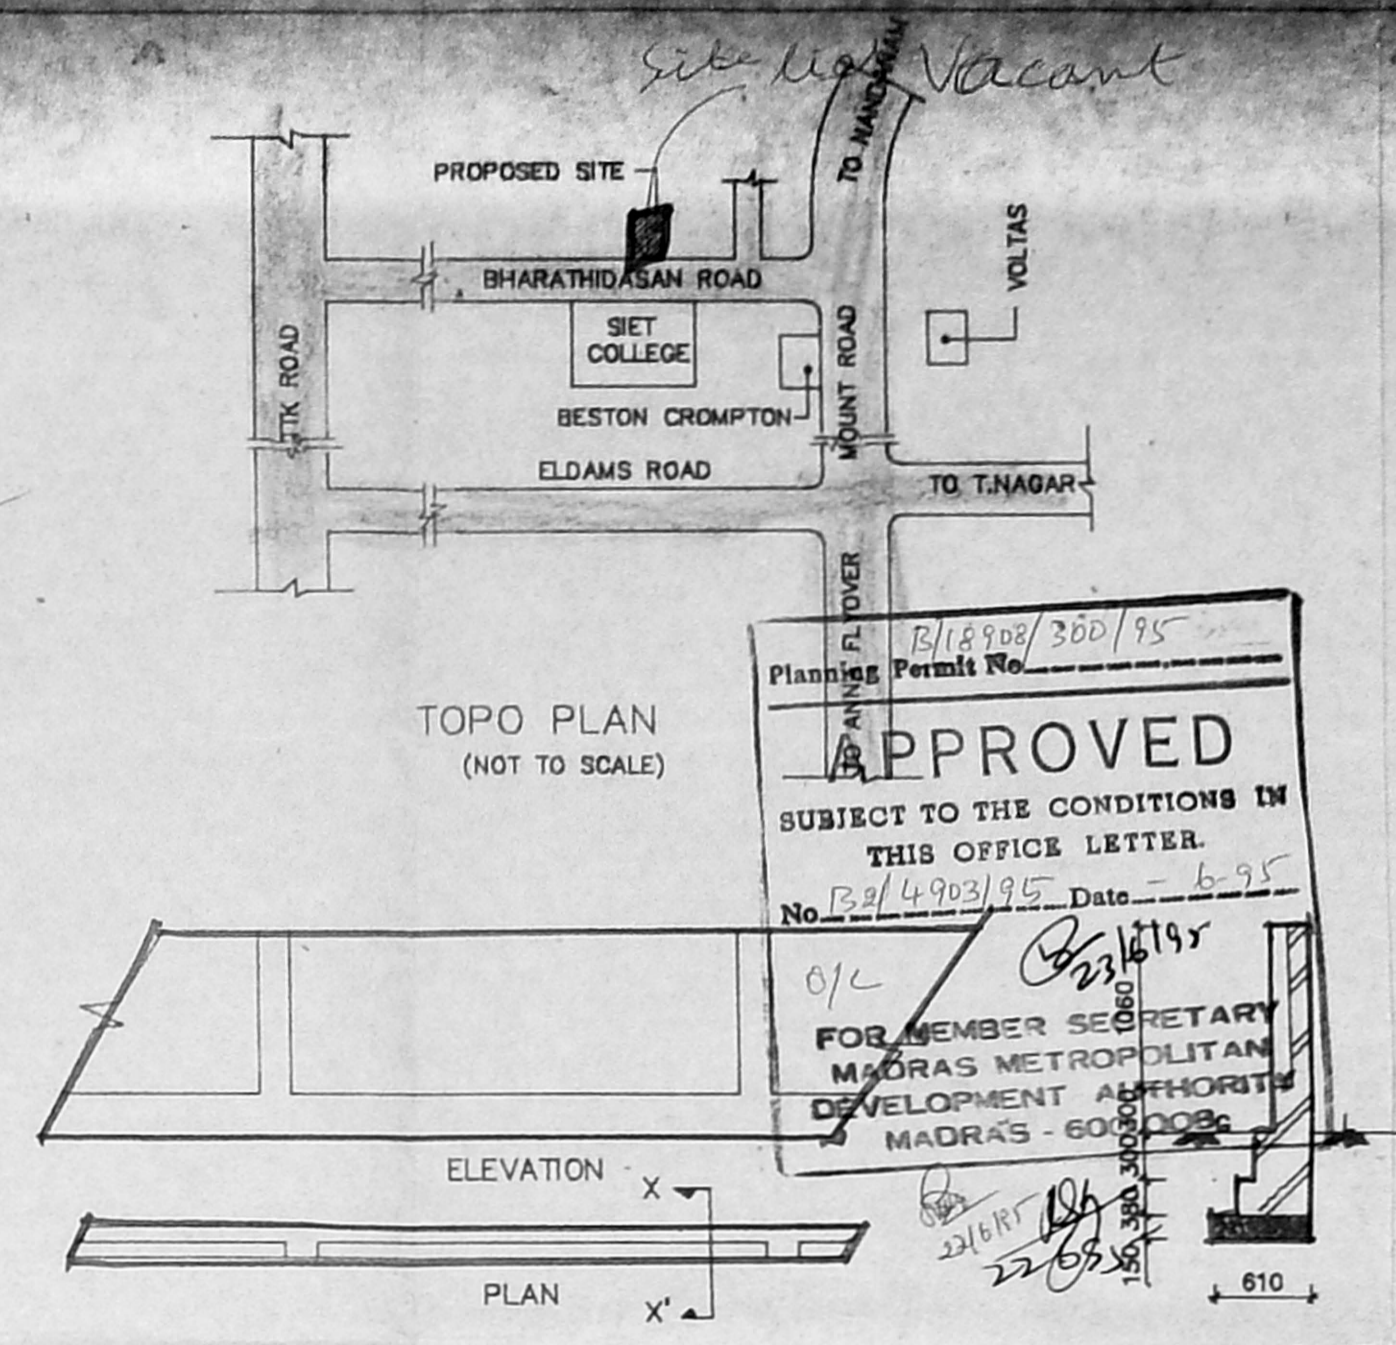 Site Vacant
TO NANDANAM
PROPOSED SITE
VOLTAS
BHARATHIDASAN ROAD
SIET
COLLEGE
TTK ROAD
MOUNT ROAD
BESTON CROMPTON
ELDAMS ROAD
TO T.NAGAR
TO ANNA FLYOVER
B/18908/300/95
Planning Permit No
TOPO PLAN
(NOT TO SCALE)
APPROVED
SUBJECT TO THE CONDITIONS IN
THIS OFFICE LETTER.
No B2/4903/95 Date - 6-95
23/6/95
O/C
FOR MEMBER SECRETARY
MADRAS METROPOLITAN
DEVELOPMENT AUTHORITY
MADRAS - 600 008
1060
300
300
380
150
ELEVATION
X
22/6/95
PLAN
X'
610